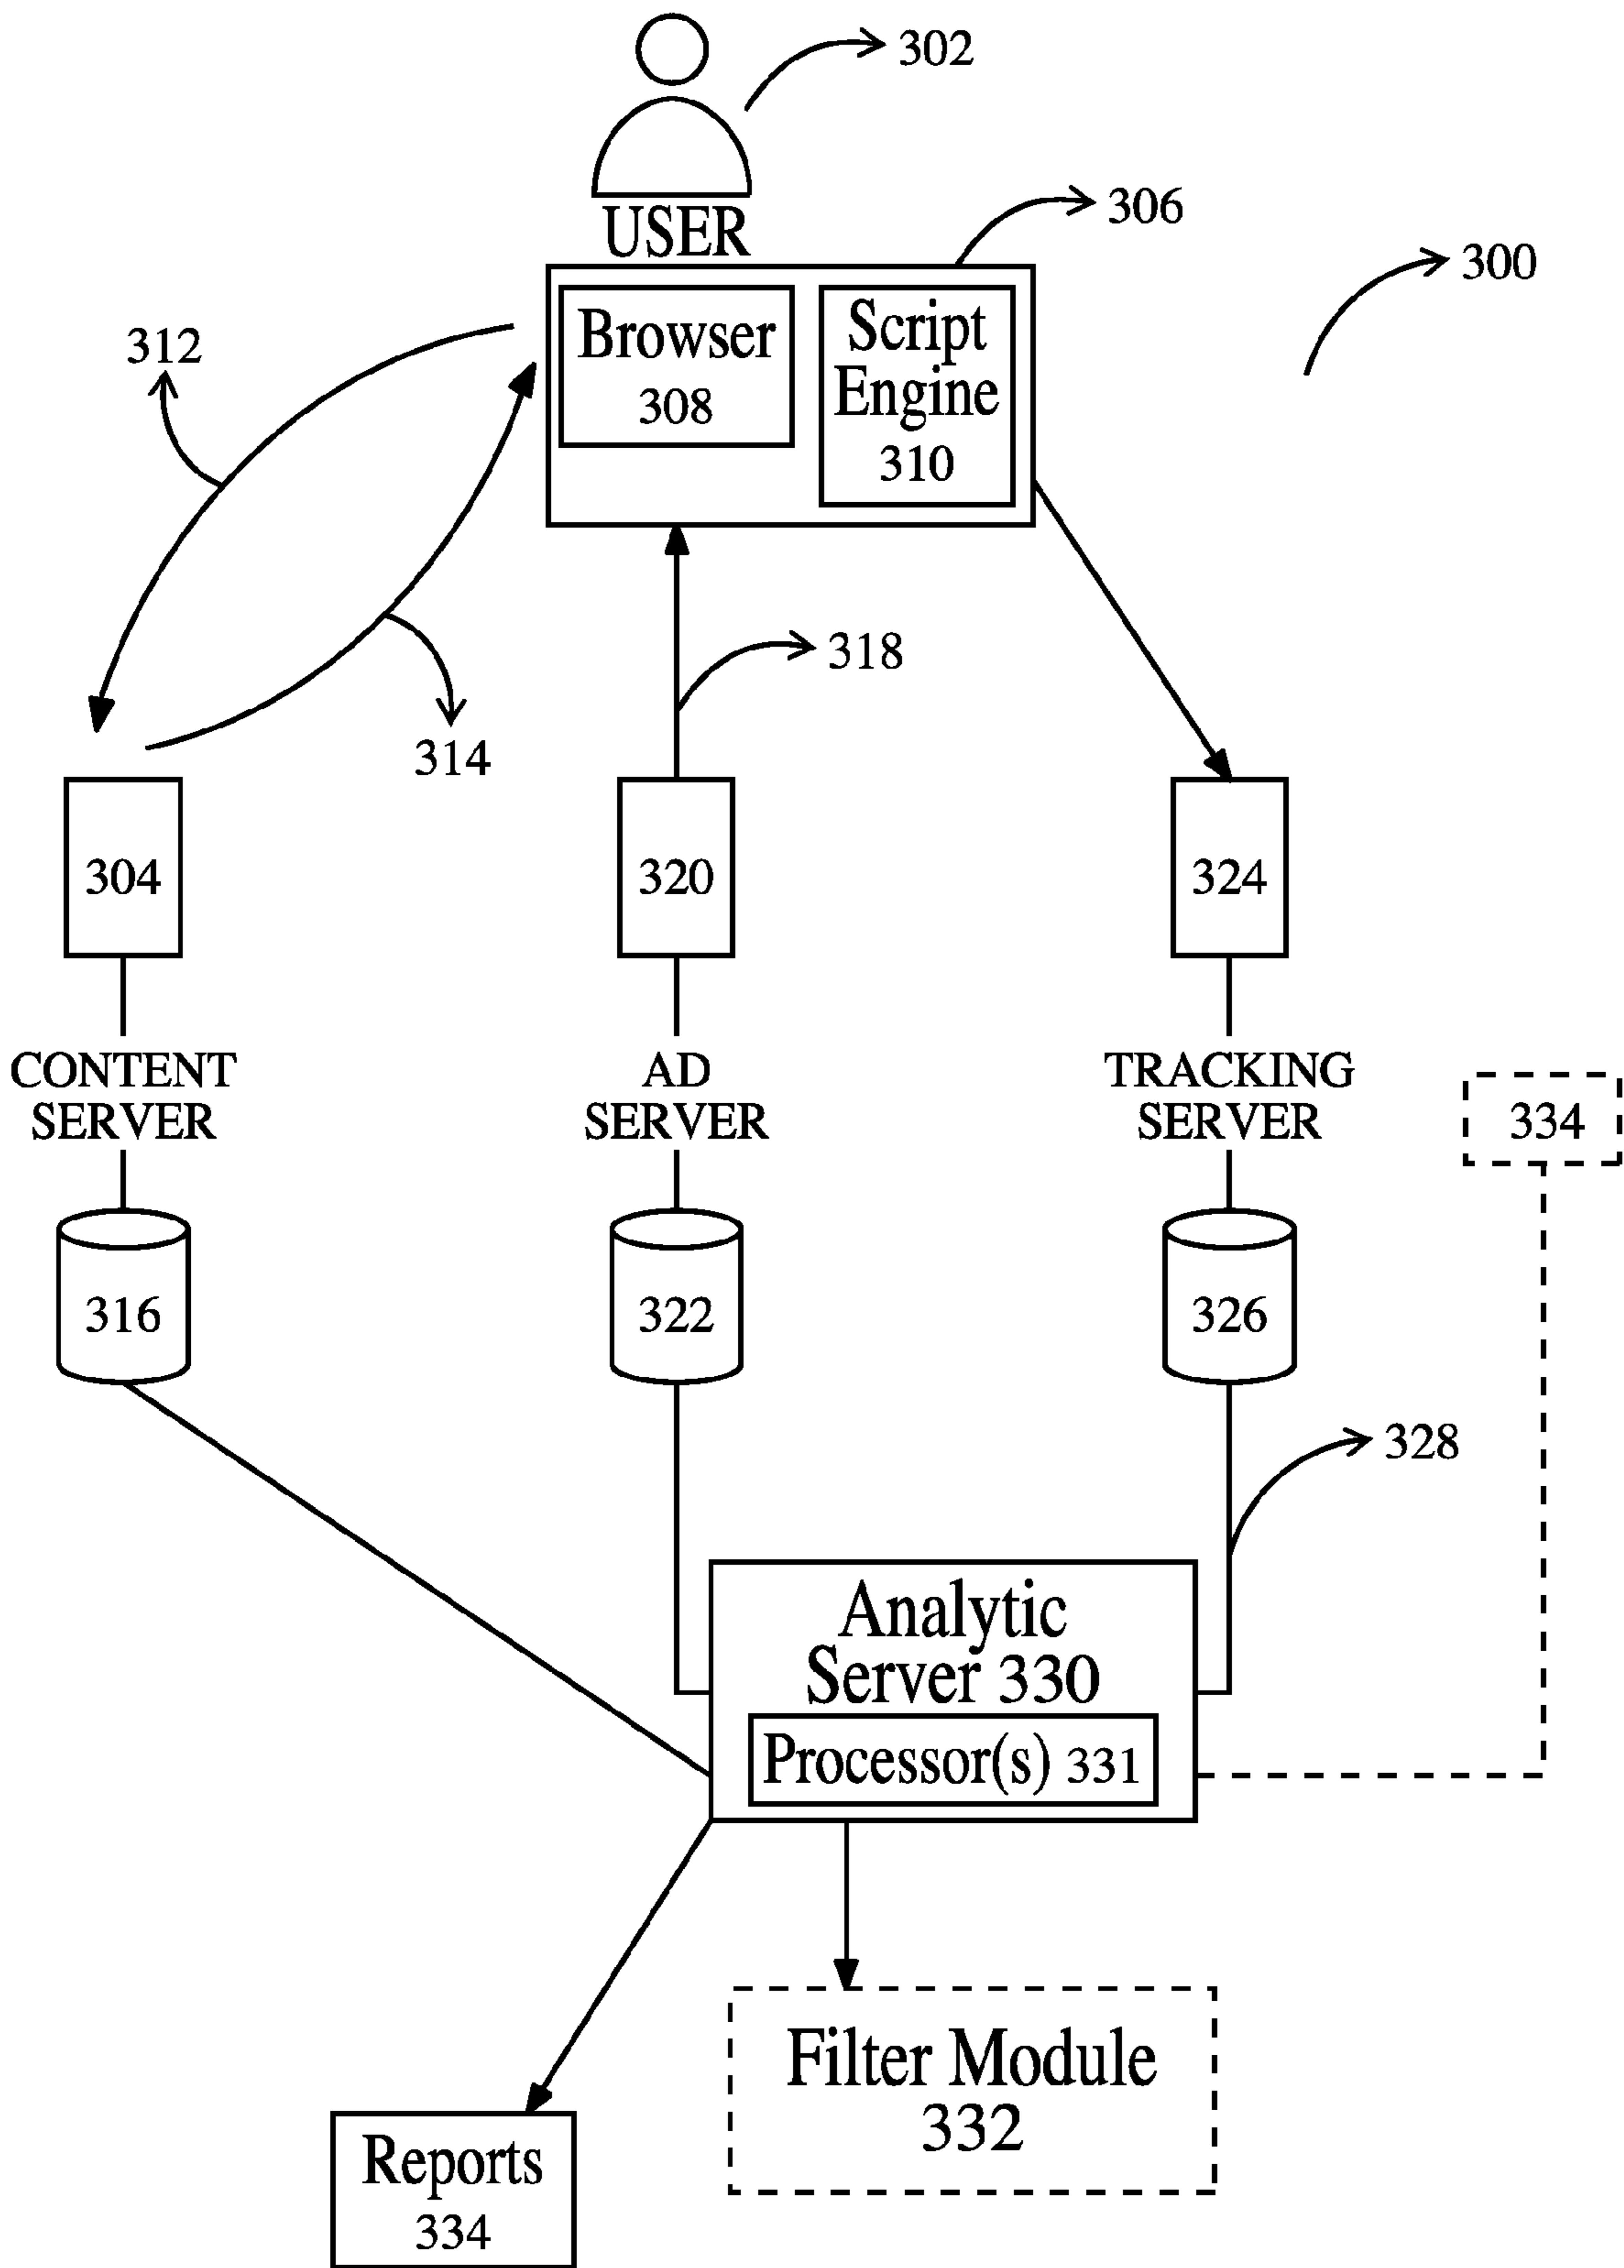 302
USER
306
300
312
Browser
308
Script
Engine
310
318
314
304
320
324
CONTENT
SERVER
AD
SERVER
TRACKING
SERVER
334
316
322
326
328
Analytic
Server 330
Processor(s) 331
Filter Module
332
Reports
334